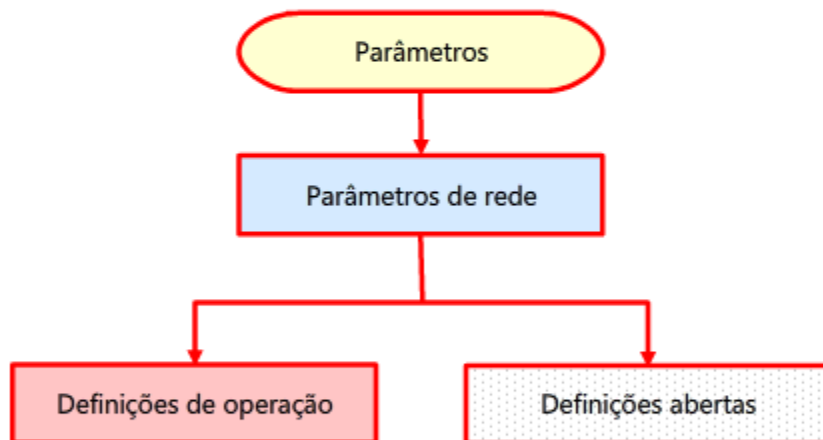 Parâmetros
Parâmetros de rede
Definições de operação
Definições abertas